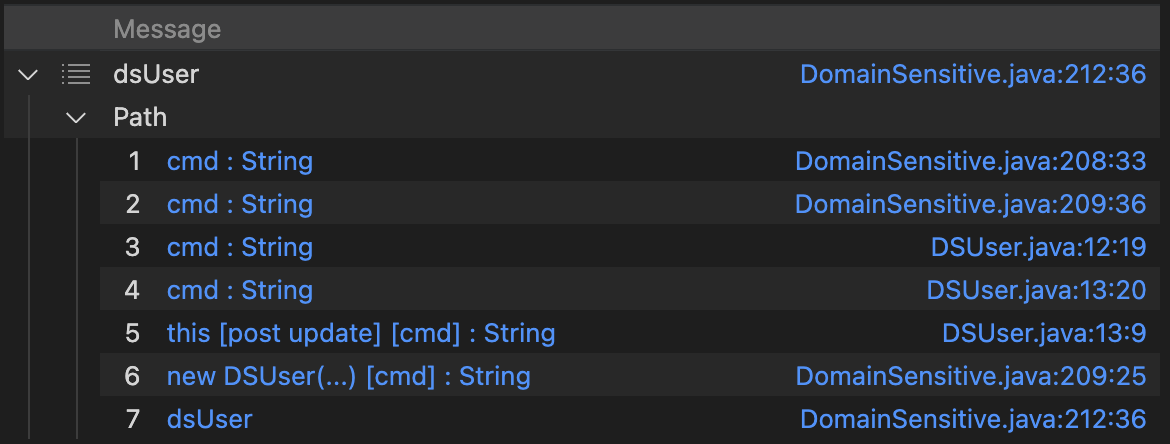 Message
dsUser DomainSensitive.java:212:36
Path
1 cmd : String DomainSensitive.java:208:33
2 cmd : String DomainSensitive.java:209:36
3 cmd : String DSUser.java:12:19
4 cmd : String DSUser.java:13:20
5 this [post update] [cmd] : String DSUser.java:13:9
6 new DSUser(...) [cmd] : String DomainSensitive.java:209:25
7 dsUser DomainSensitive.java:212:36